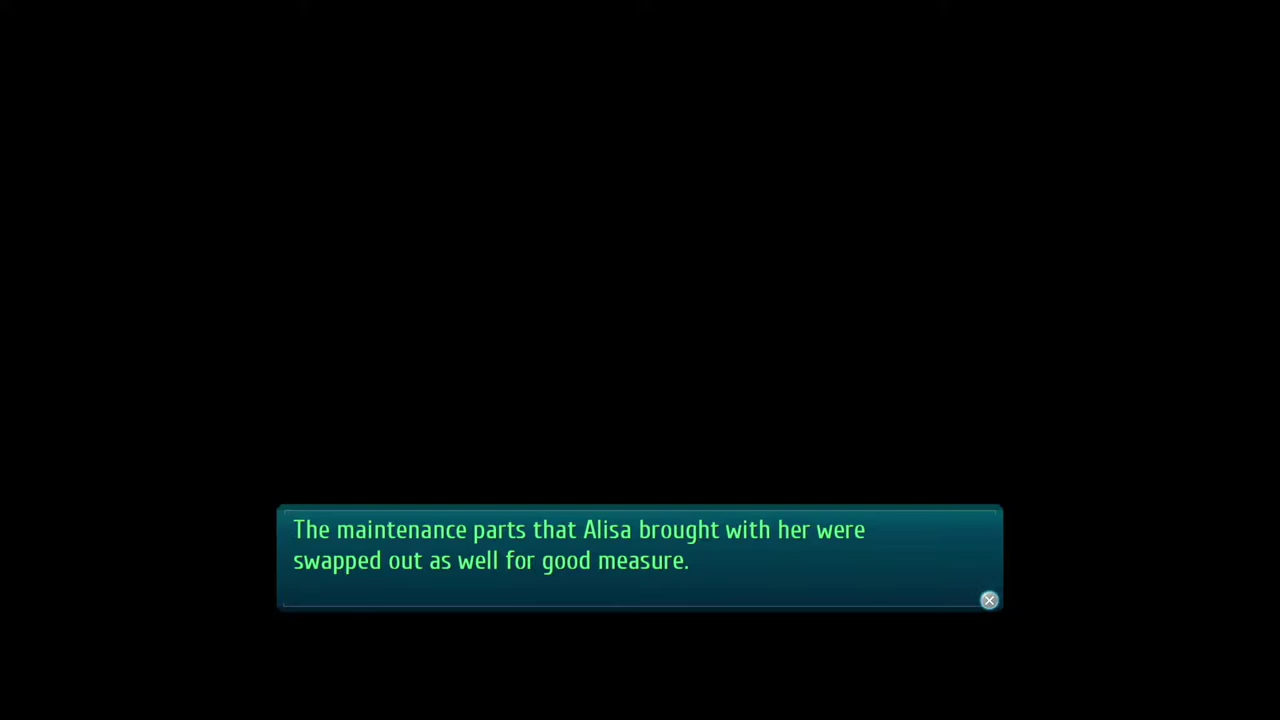 The maintenance parts that Alisa brought with her were
swapped out as well for good measure.